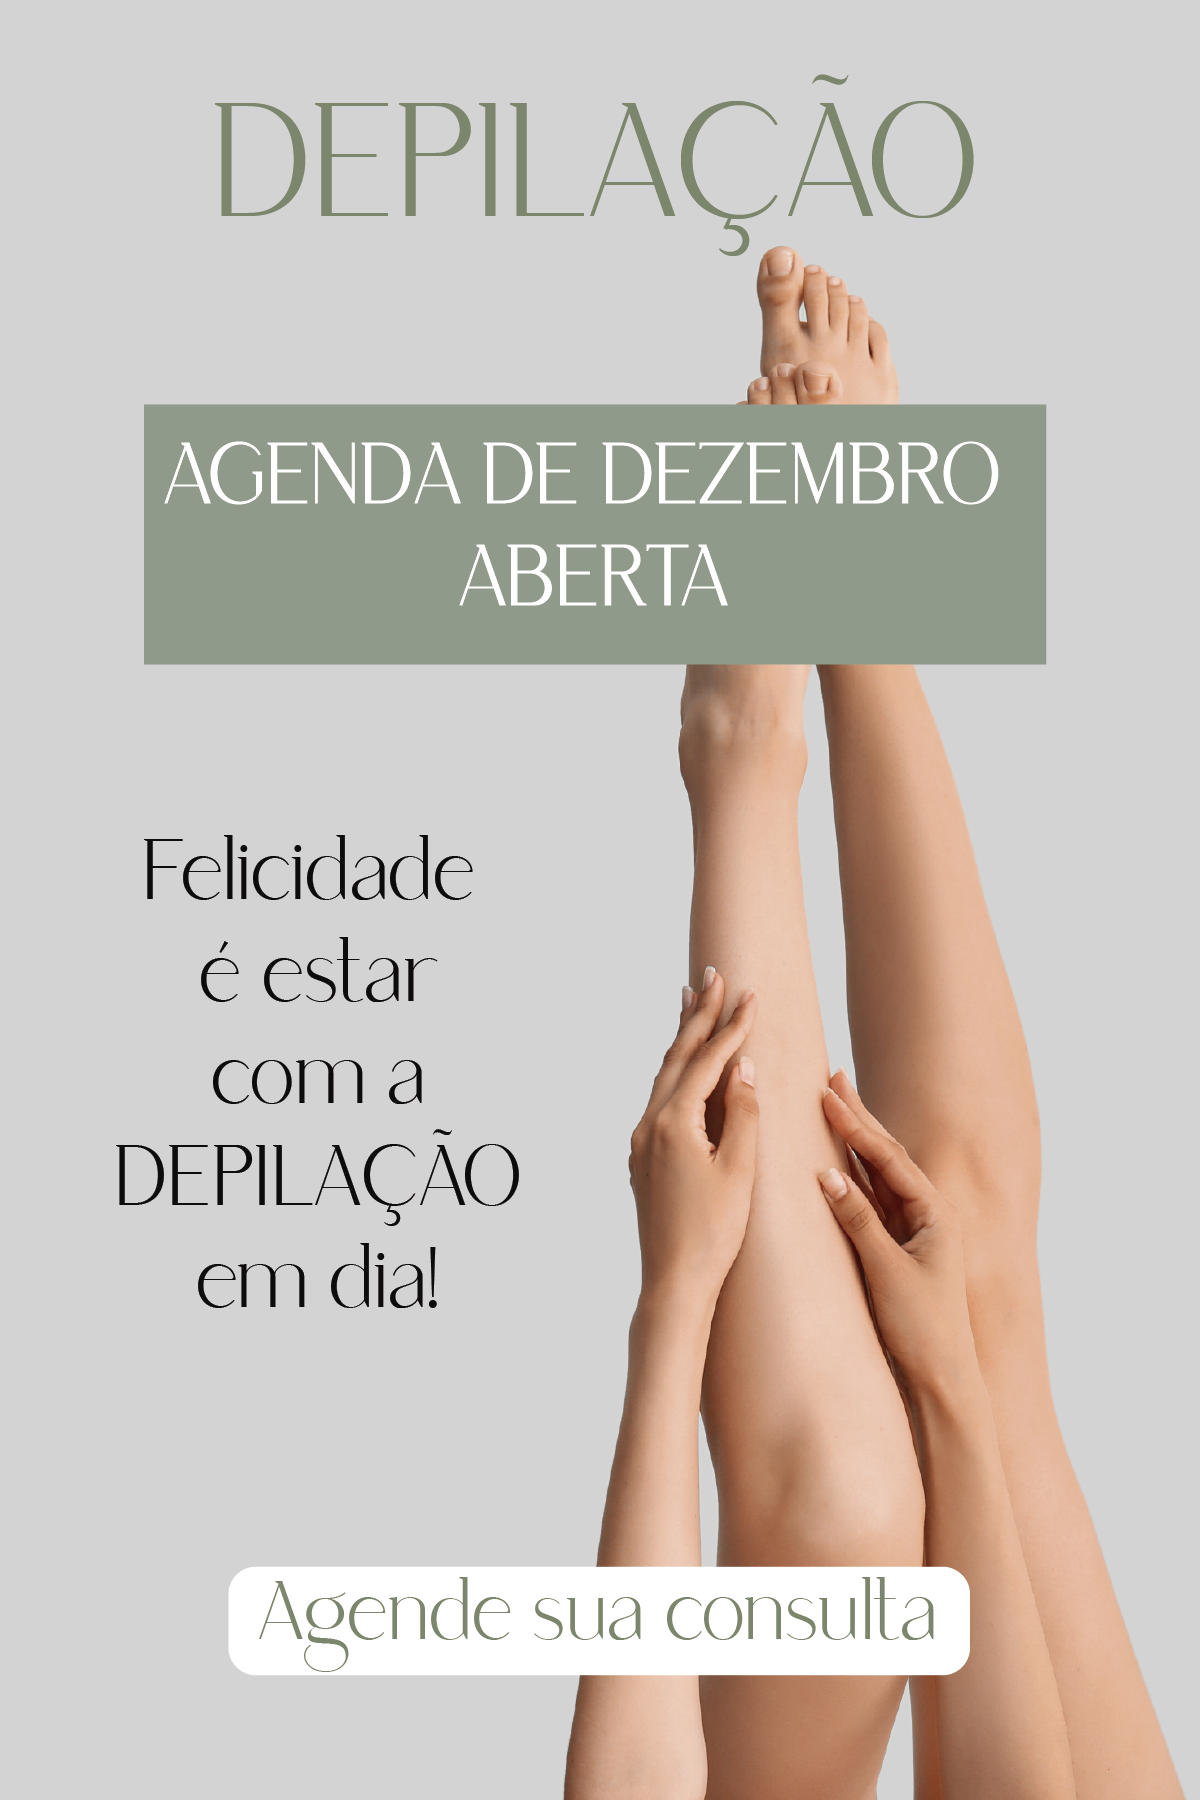 DEPILAÇÃO
AGENDA DE DEZEMBRO
ABERTA
Felicidade
é estar
com a
DEPILAÇÃO
em dia!
Agende sua consulta